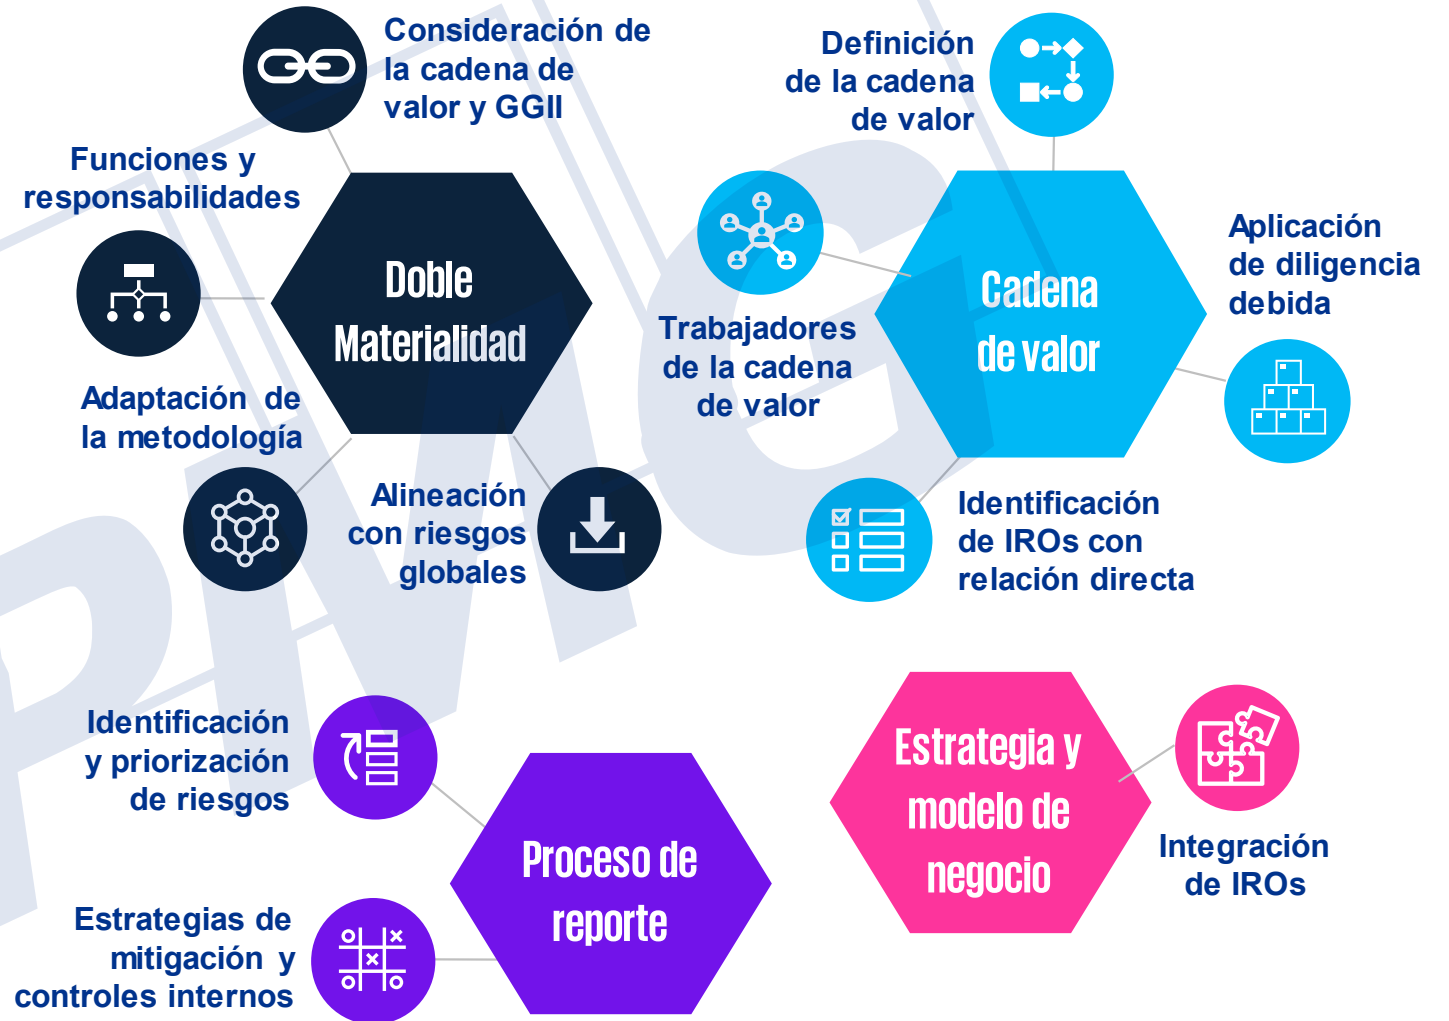 Consideración de
la cadena de
valor y GGII
Funciones y
responsabilidades
Doble
Materialidad
Adaptación de
la metodología
Alineación
con riesgos
globales
Definición
de la cadena
de valor
Trabajadores
de la cadena
de valor
Cadena
de valor
Aplicación
de diligencia
debida
Identificación
de IROs con
relación directa
Identificación
y priorización
de riesgos
Proceso de
reporte
Estrategias de
mitigación y
controles internos
Estrategia y
modelo de
negocio
Integración
de IROs
KPMG